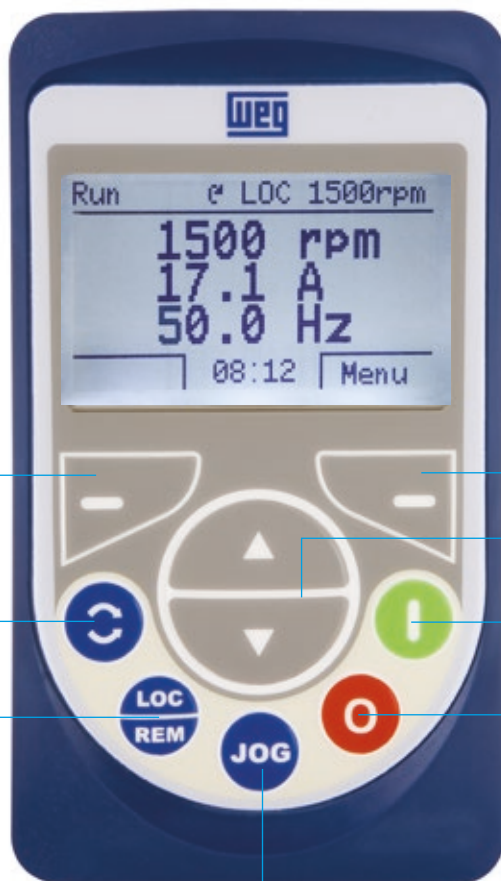 weg
Run LOC 1500rpm
1500 rpm
17.1 A
50.0 Hz
08:12 Menu
LOC
REM
JOG
O